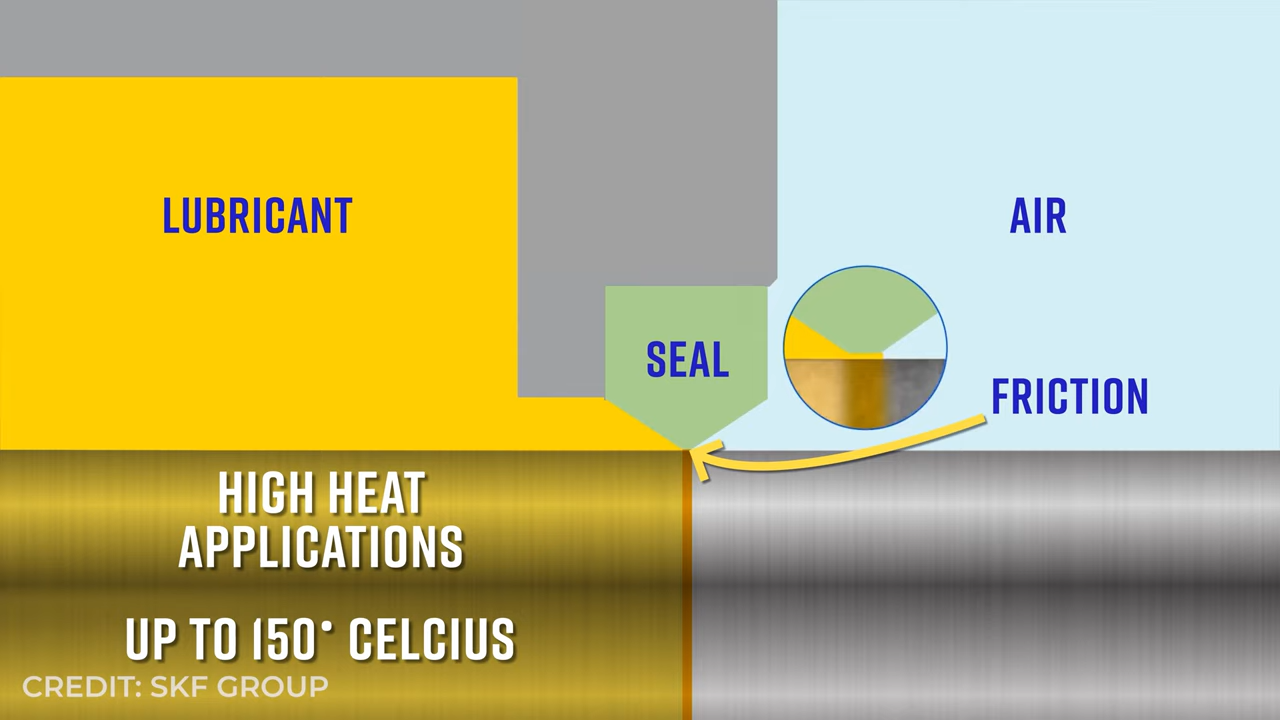 LUBRICANT
AIR
SEAL
FRICTION
HIGH HEAT
APPLICATIONS
UP TO 150° CELCIUS
CREDIT: SKF GROUP